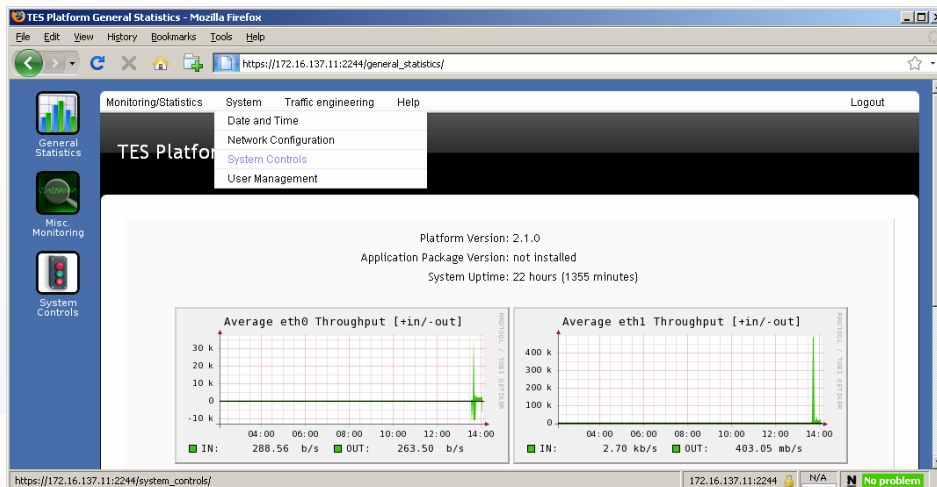 TES Platform General Statistics - Mozilla Firefox
File Edit View History Bookmarks Tools Help
https://172.16.137.11:2244/general_statistics/
Monitoring/Statistics System Traffic engineering Help Logout
Date and Time
Network Configuration
System Controls
User Management
TES Platfor
General
Statistics
Misc.
Monitoring
System
Controls
Platform Version: 2.1.0
Application Package Version: not installed
System Uptime: 22 hours (1355 minutes)
Average eth0 Throughput [+in/-out]
30 k
20 k
10 k
0
-10 k
04:00 06:00 08:00 10:00 12:00 14:00
IN: 288.56 b/s OUT: 263.50 b/s
RRDTOOL / TOBI OETIKER
Average eth1 Throughput [+in/-out]
400 k
300 k
200 k
100 k
0
04:00 06:00 08:00 10:00 12:00 14:00
IN: 2.70 kb/s OUT: 403.05 mb/s
RRDTOOL / TOBI OETIKER
https://172.16.137.11:2244/system_controls/
172.16.137.11:2244 N/A N No problem